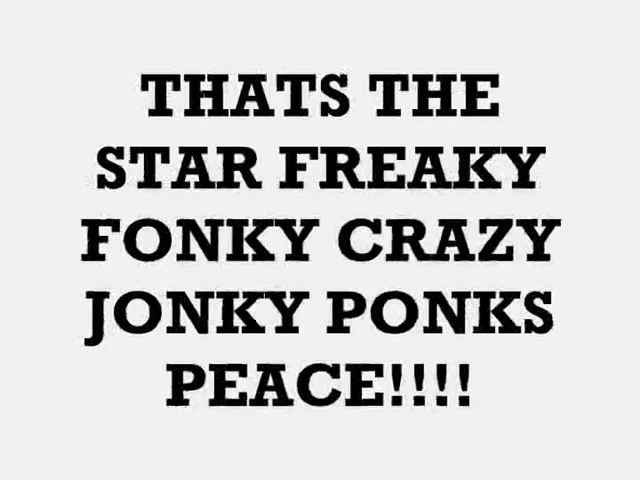 THATS THE
STAR FREAKY
FONKY CRAZY
JONKY PONKS
PEACE!!!!